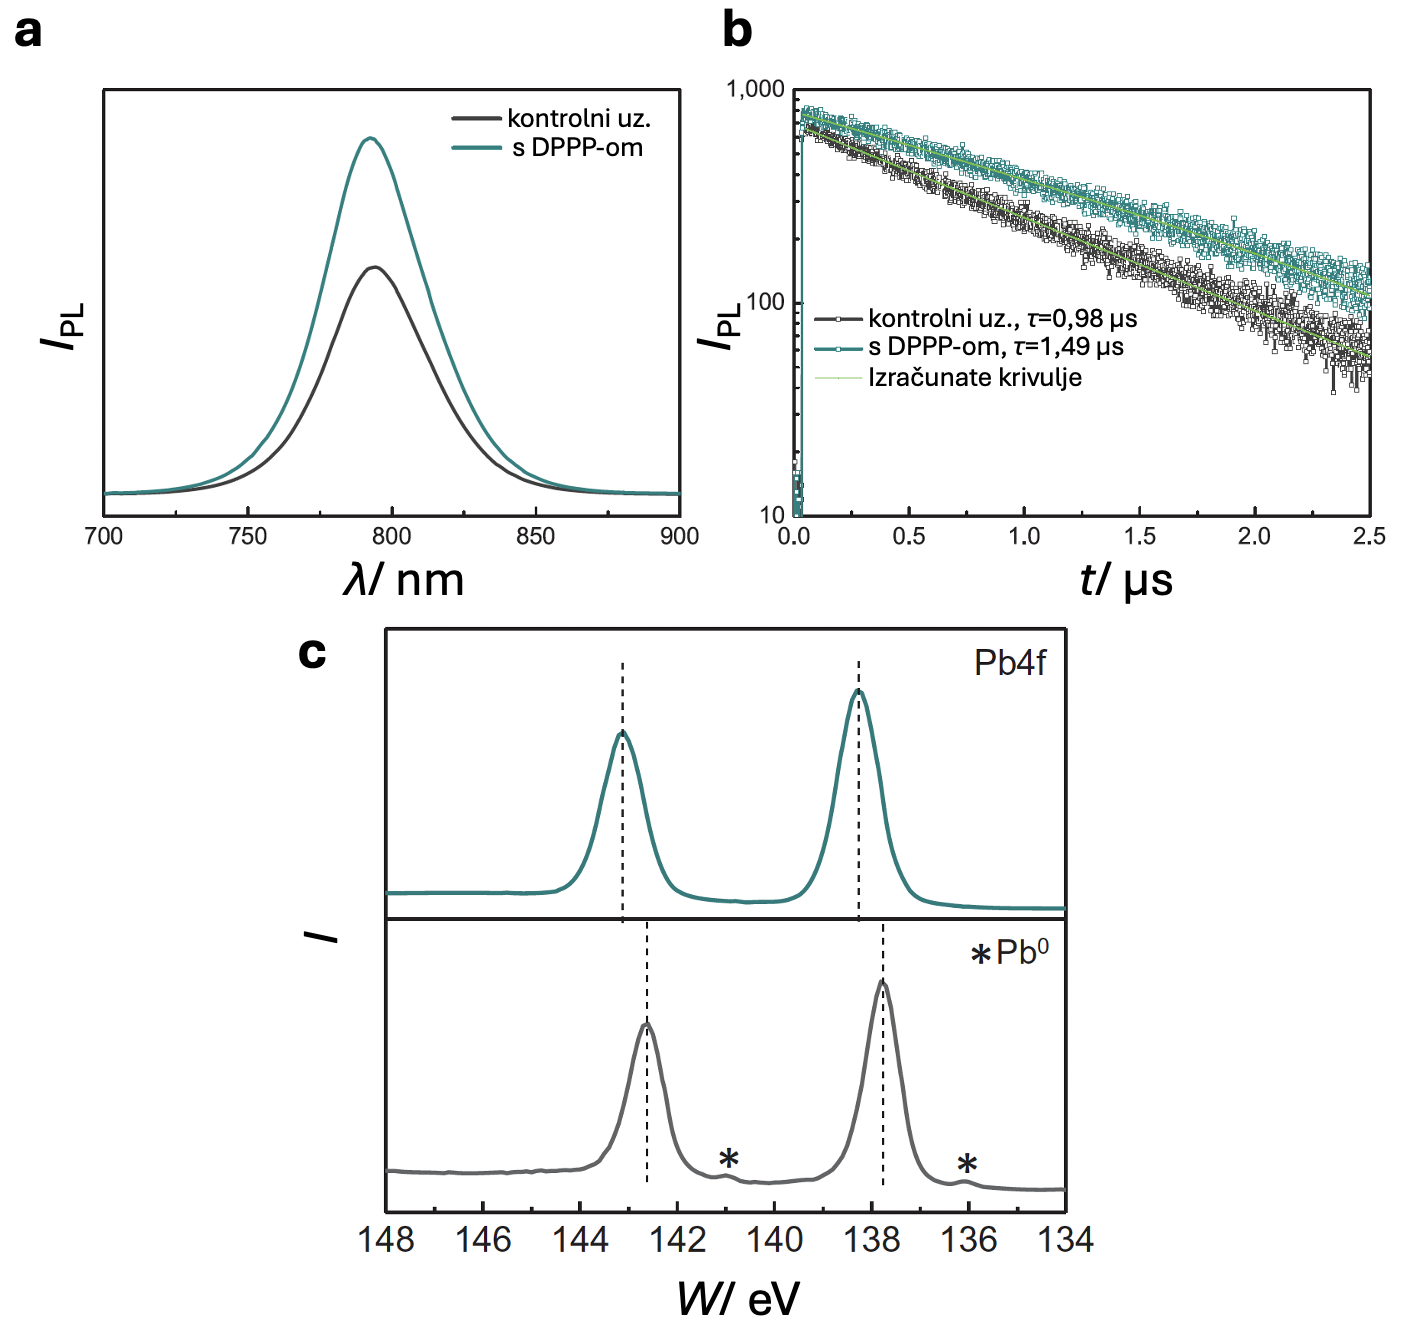 a
kontrolni uz.
s DPPP-om
I PL
700 750 800 850 900
λ/ nm
b
1,000
100
10
I PL
kontrolni uz., τ=0,98 µs
s DPPP-om, τ=1,49 µs
Izračunate krivulje
0.0 0.5 1.0 1.5 2.0 2.5
t/ µs
c
Pb4f
I
*Pb⁰
* *
148 146 144 142 140 138 136 134
W/ eV